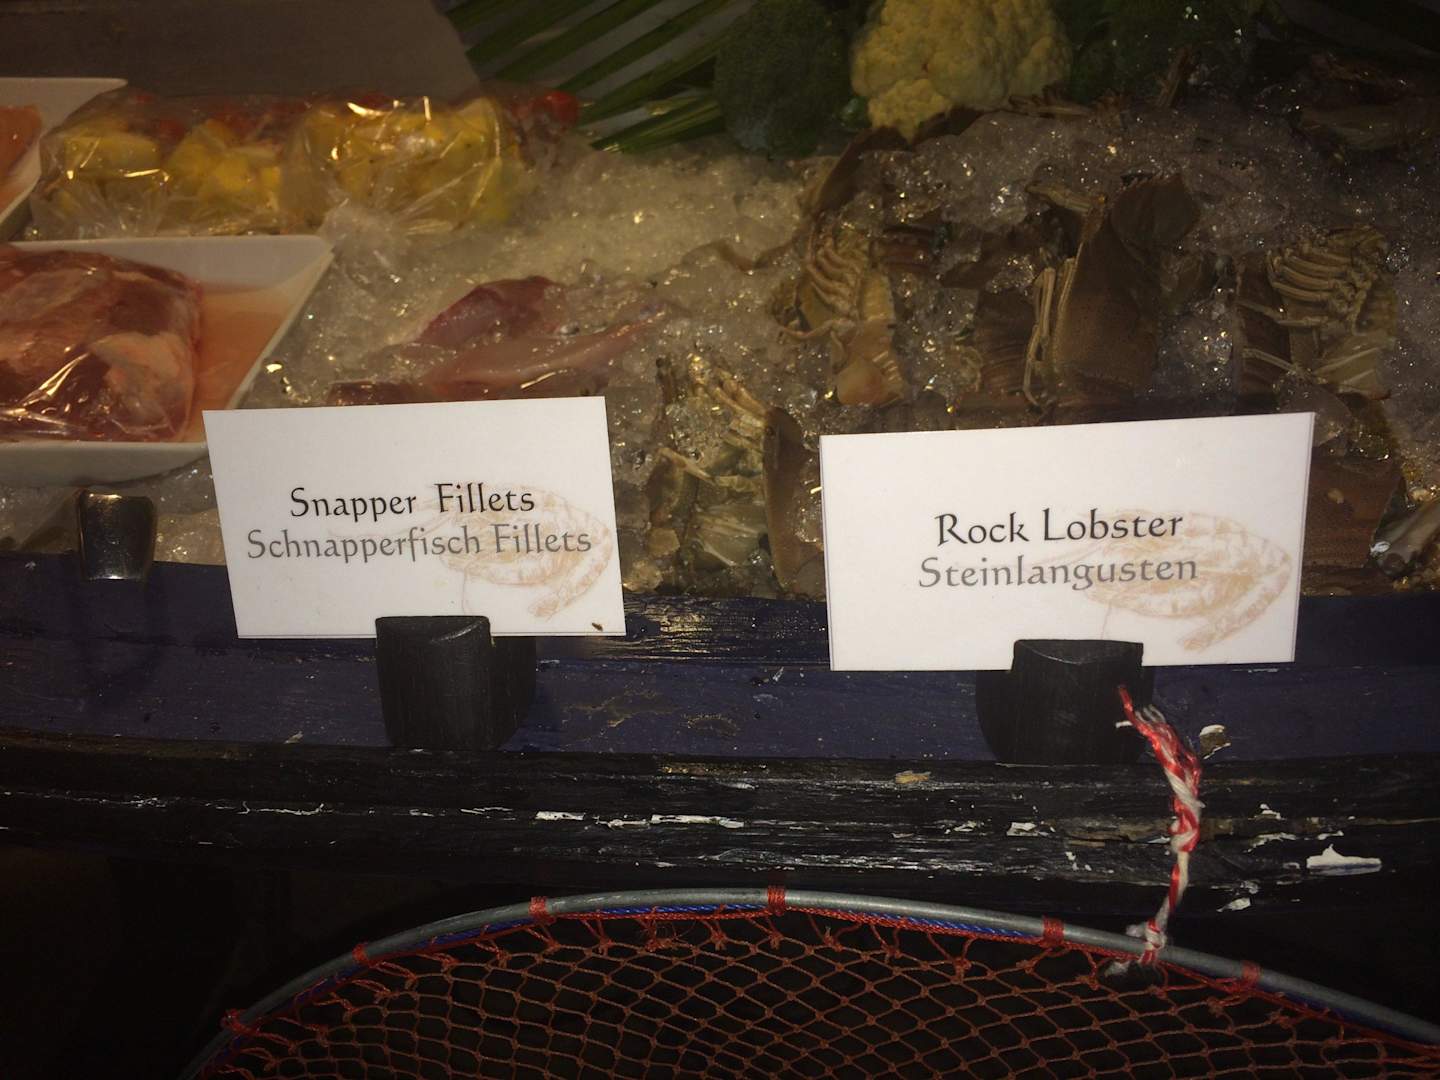 Snapper Fillets
Schnapperfisch Fillets
Rock Lobster
Steinlangusten